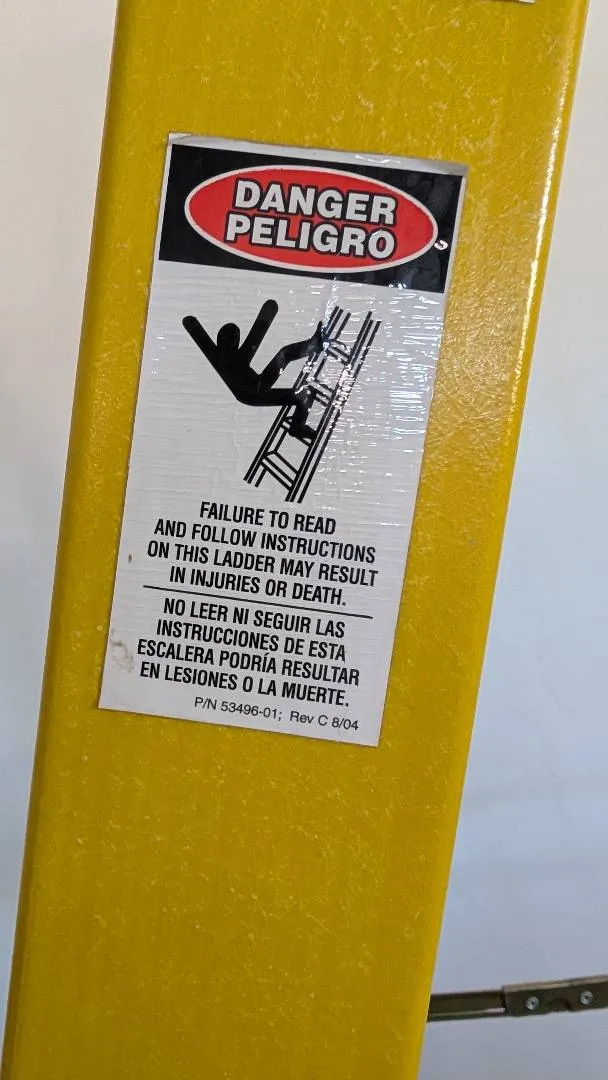 DANGER
PELIGRO
FAILURE TO READ
AND FOLLOW INSTRUCTIONS
ON THIS LADDER MAY RESULT
IN INJURIES OR DEATH.
NO LEER NI SEGUIR LAS
INSTRUCCIONES DE ESTA
ESCALERA PODRÍA RESULTAR
EN LESIONES O LA MUERTE.
P/N 53496-01; Rev C 8/04